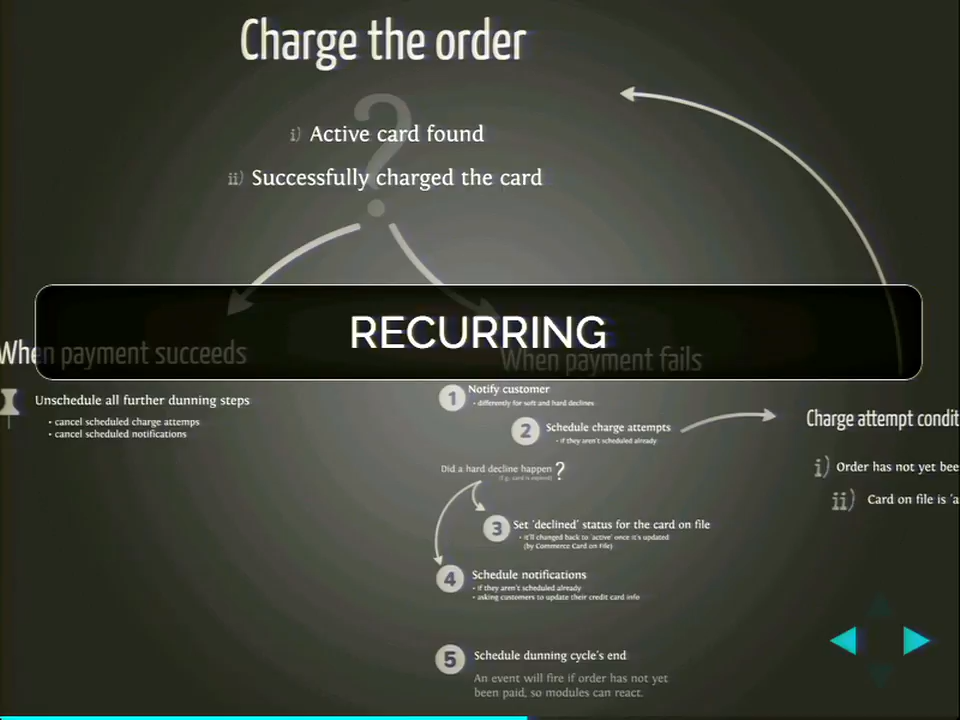 Charge the order
?
i) Active card found
ii) Successfully charged the card
RECURRING
When payment succeeds
Unschedule all further dunning steps
• cancel scheduled charge attemps
• cancel scheduled notifications
When payment fails
1 Notify customer
• differently for soft and hard declines
2 Schedule charge attempts
• if they aren't scheduled already
Did a hard decline happen ?
(E.g., card is expired)
3 Set 'declined' status for the card on file
• it'll changed back to 'active' once it's updated
(by Commerce Card on File)
4 Schedule notifications
• if they aren't scheduled already
• asking customers to update their credit card info
5 Schedule dunning cycle's end
An event will fire if order has not yet
been paid, so modules can react.
Charge attempt condit
i) Order has not yet bee
ii) Card on file is 'a